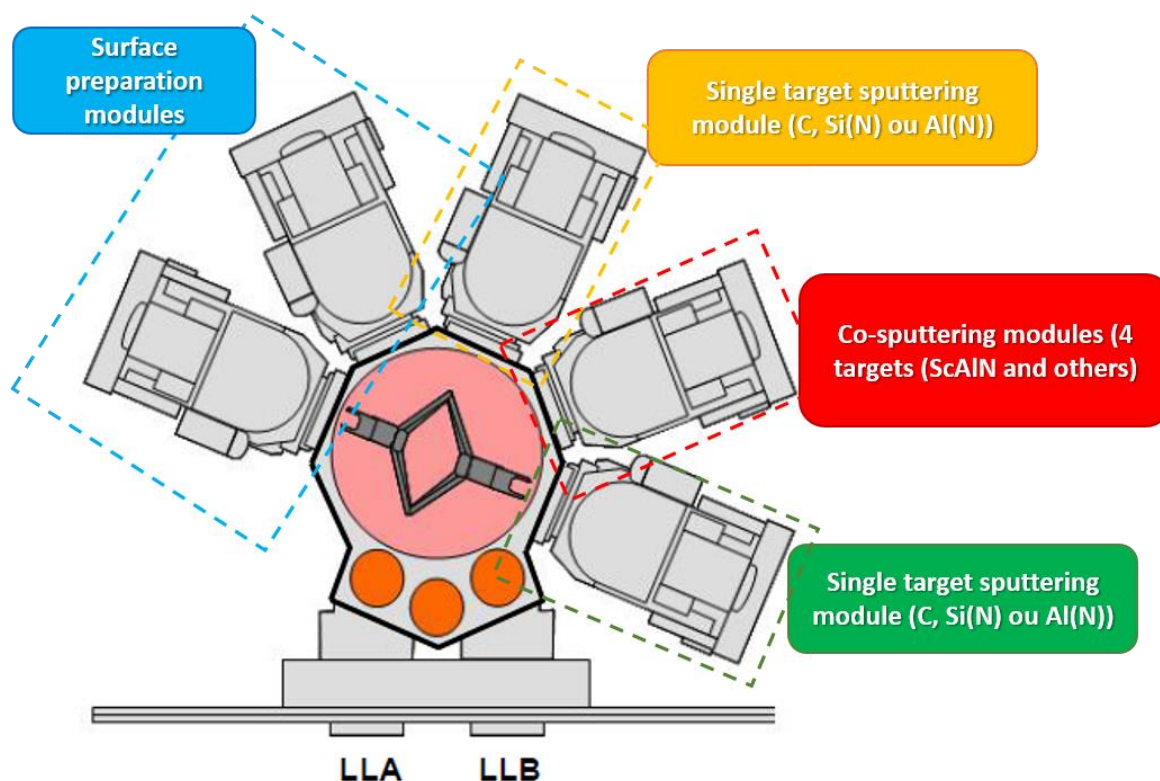 Surface
preparation
modules
Single target sputtering
module (C, Si(N) ou Al(N))
Co-sputtering modules (4
targets (ScAlN and others)
Single target sputtering
module (C, Si(N) ou Al(N))
LLA
LLB